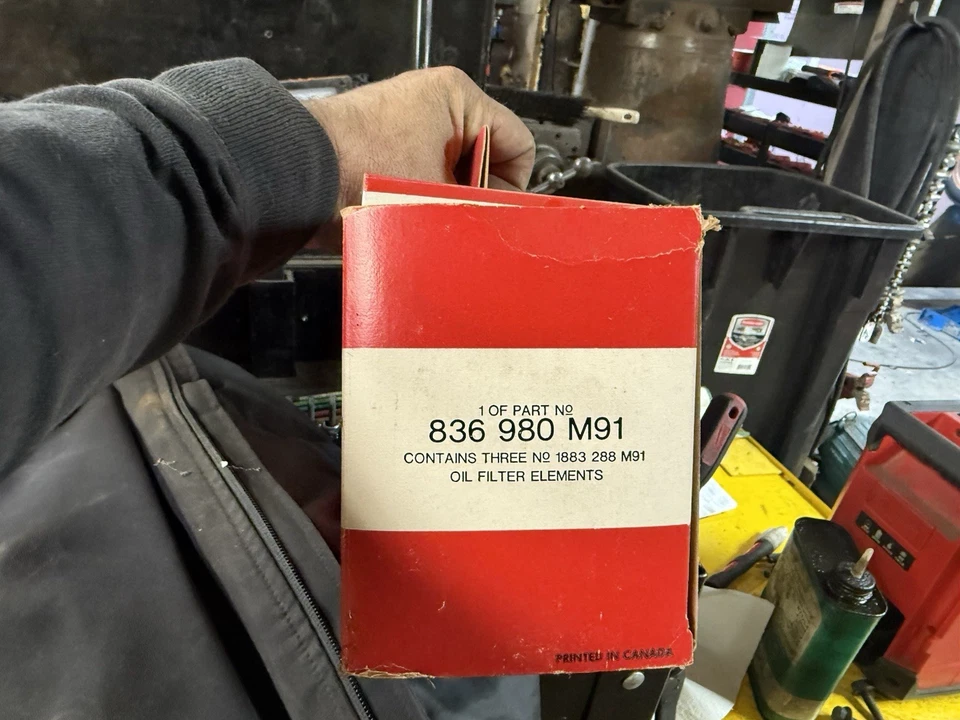 1 OF PART Nº
836 980 M91
CONTAINS THREE Nº 1883 288 M91
OIL FILTER ELEMENTS
PRINTED IN CANADA